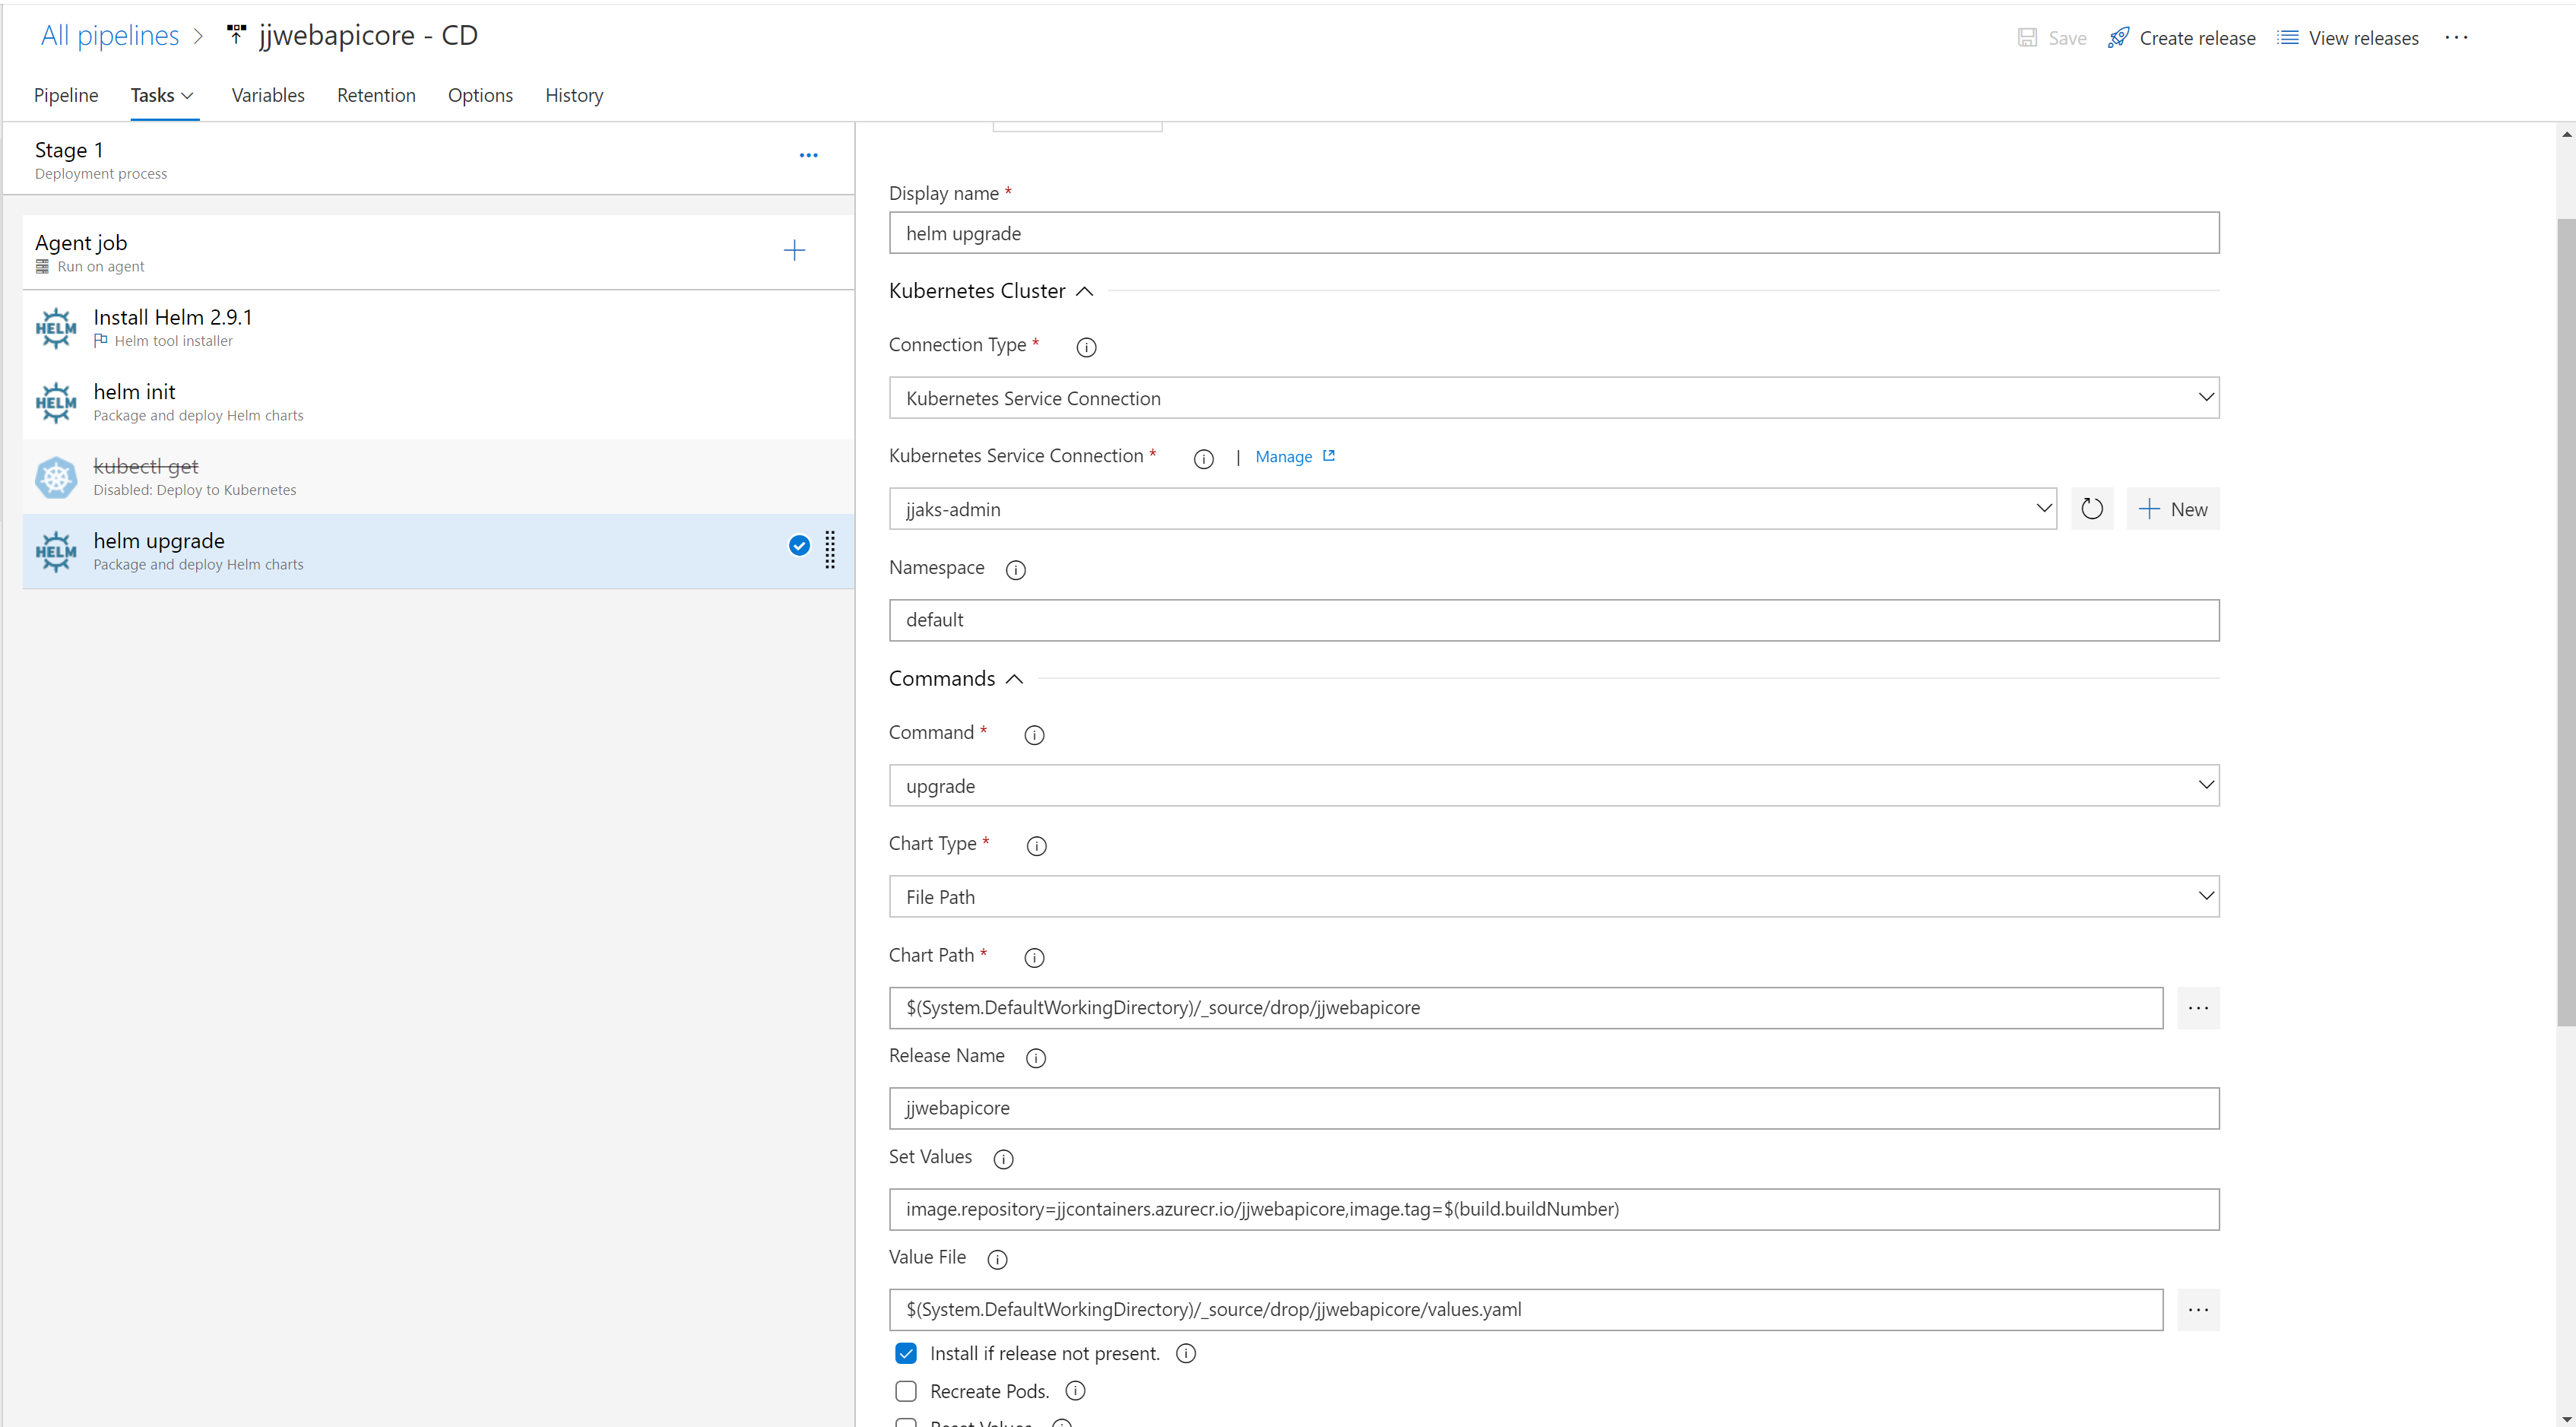 All pipelines > jjwebapicore - CD
Save Create release View releases ...
Pipeline Tasks Variables Retention Options History
Stage 1
Deployment process
...
Agent job
Run on agent
HELM
Install Helm 2.9.1
Helm tool installer
HELM
helm init
Package and deploy Helm charts
kubectl get
Disabled: Deploy to Kubernetes
HELM
helm upgrade
Package and deploy Helm charts
Display name *
helm upgrade
Kubernetes Cluster
Connection Type *
Kubernetes Service Connection
Kubernetes Service Connection * | Manage
jjaks-admin
New
Namespace
default
Commands
Command *
upgrade
Chart Type *
File Path
Chart Path *
$(System.DefaultWorkingDirectory)/_source/drop/jjwebapicore
...
Release Name
jjwebapicore
Set Values
image.repository=jjcontainers.azurecr.io/jjwebapicore,image.tag=$(build.buildNumber)
Value File
$(System.DefaultWorkingDirectory)/_source/drop/jjwebapicore/values.yaml
...
Install if release not present.
Recreate Pods.
Reset Values.